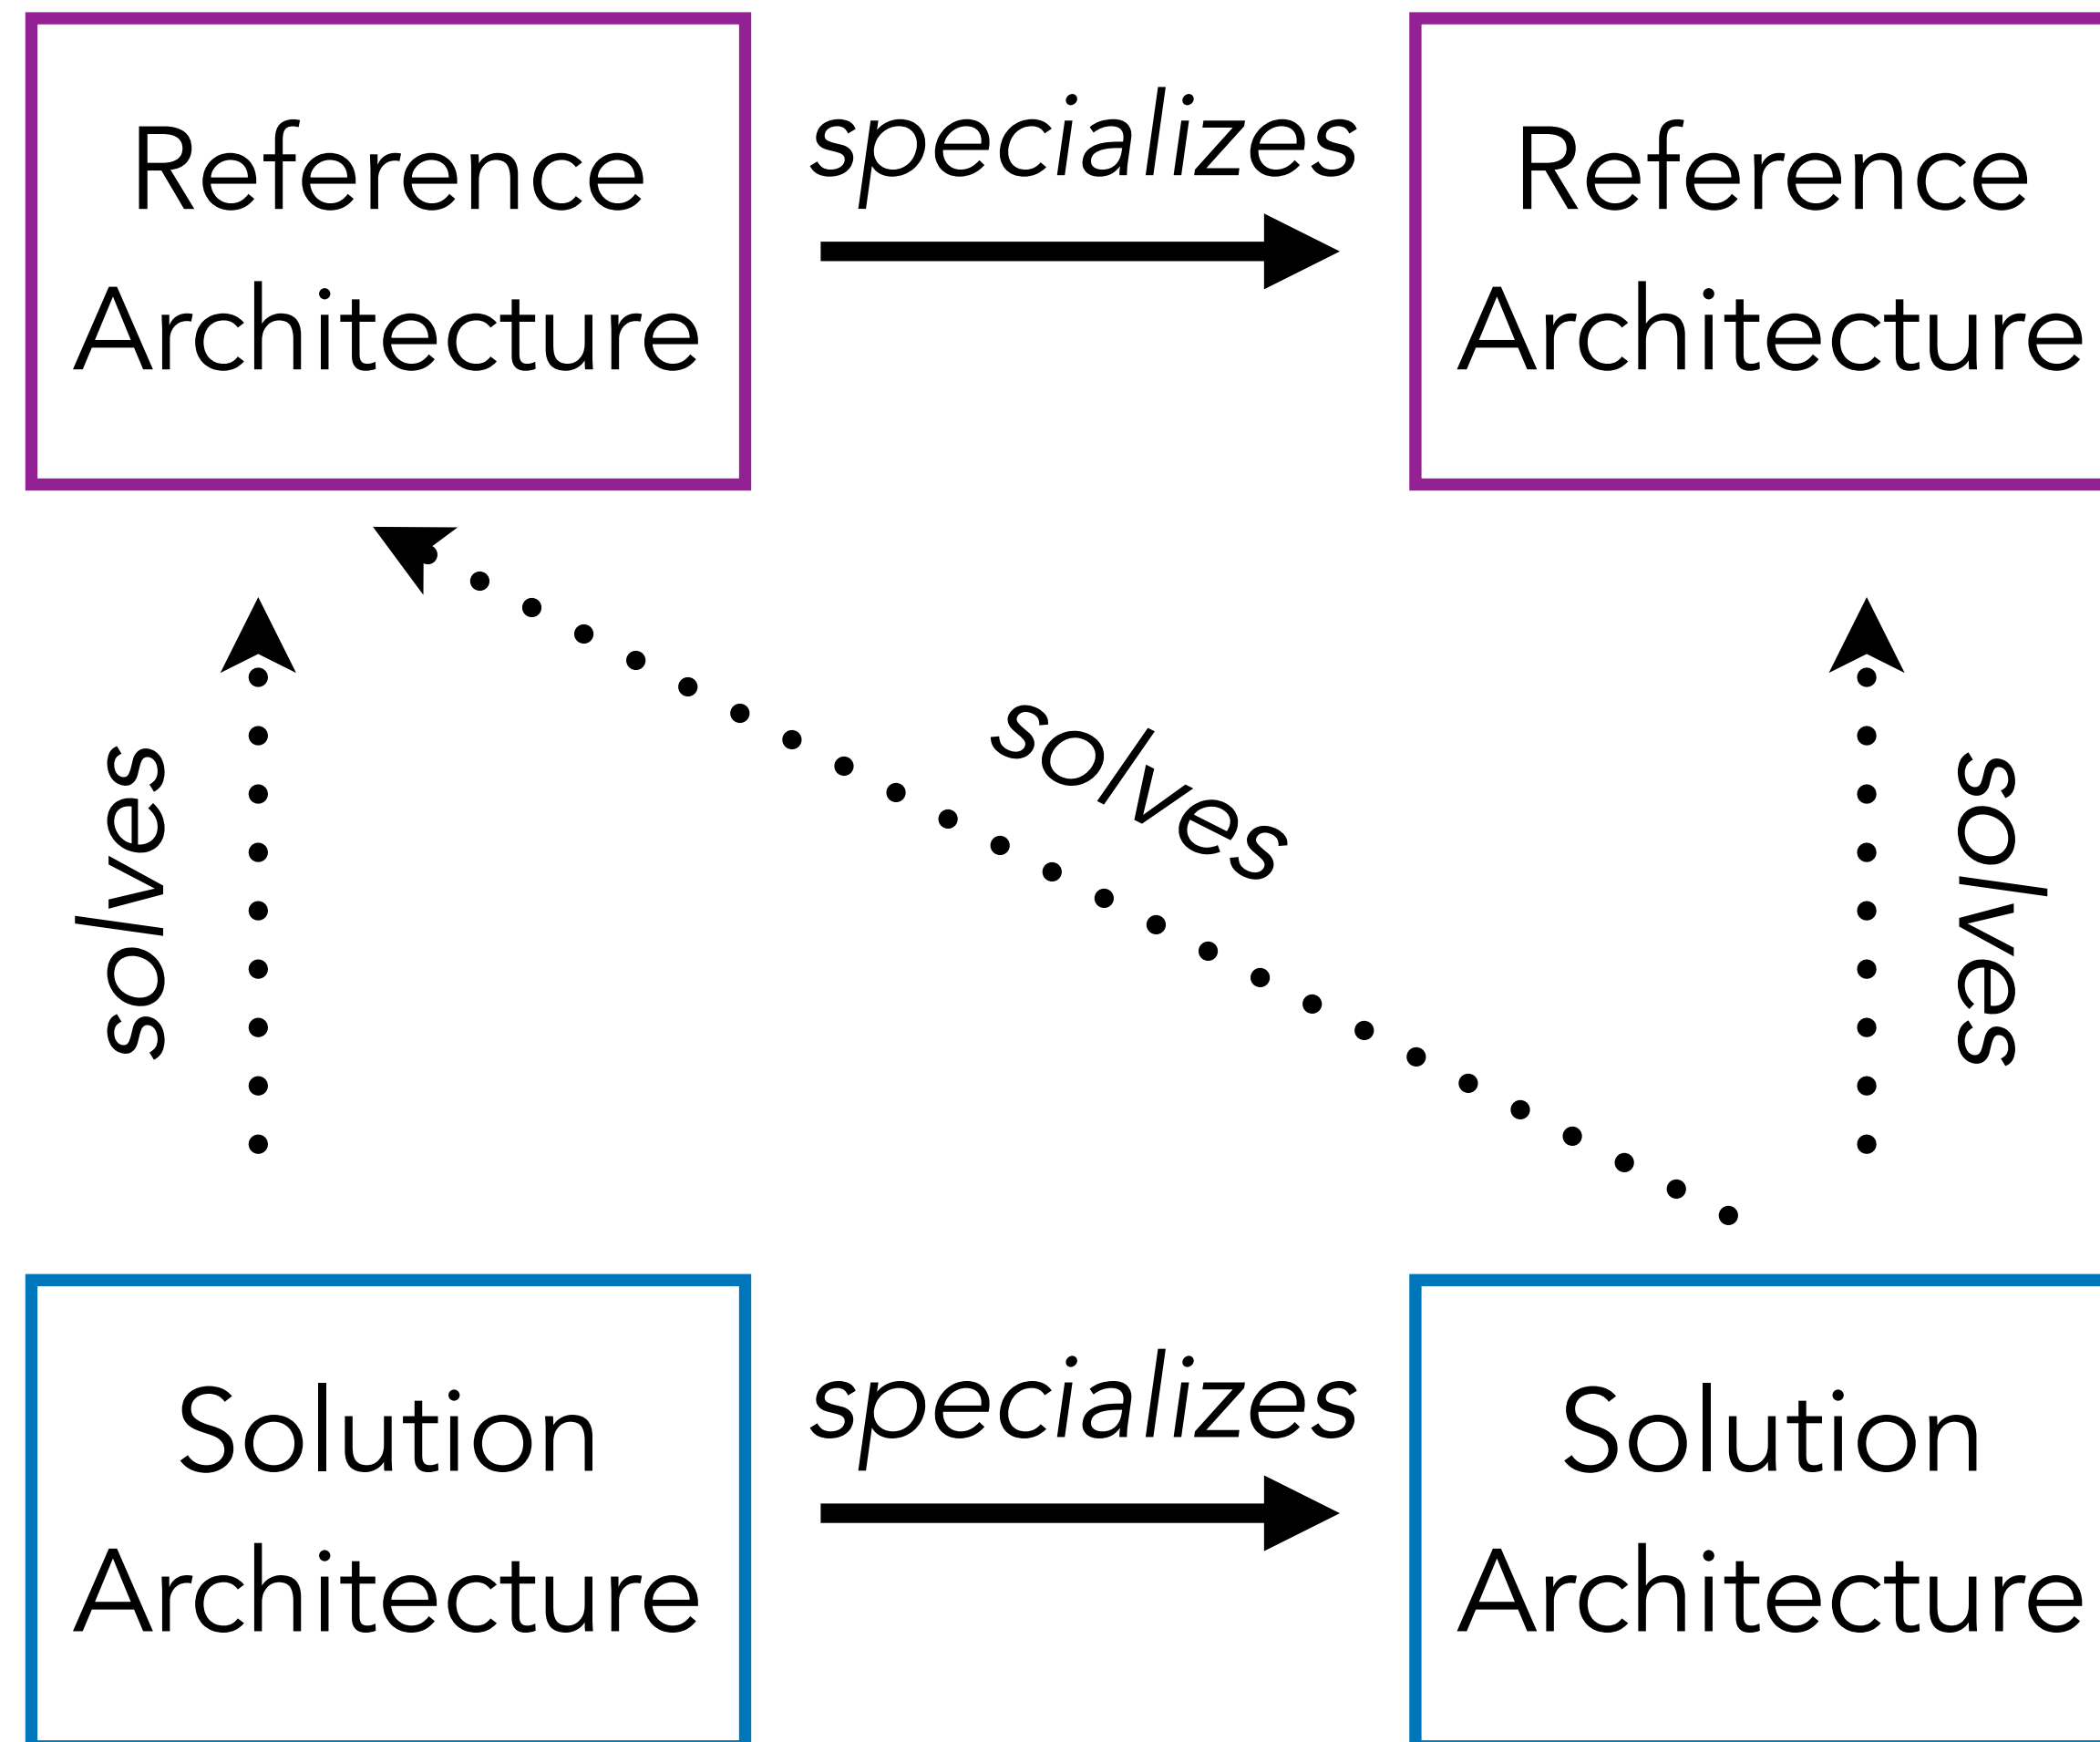 Reference
Architecture
specializes
Reference
Architecture
solves
solves
solves
Solution
Architecture
specializes
Solution
Architecture